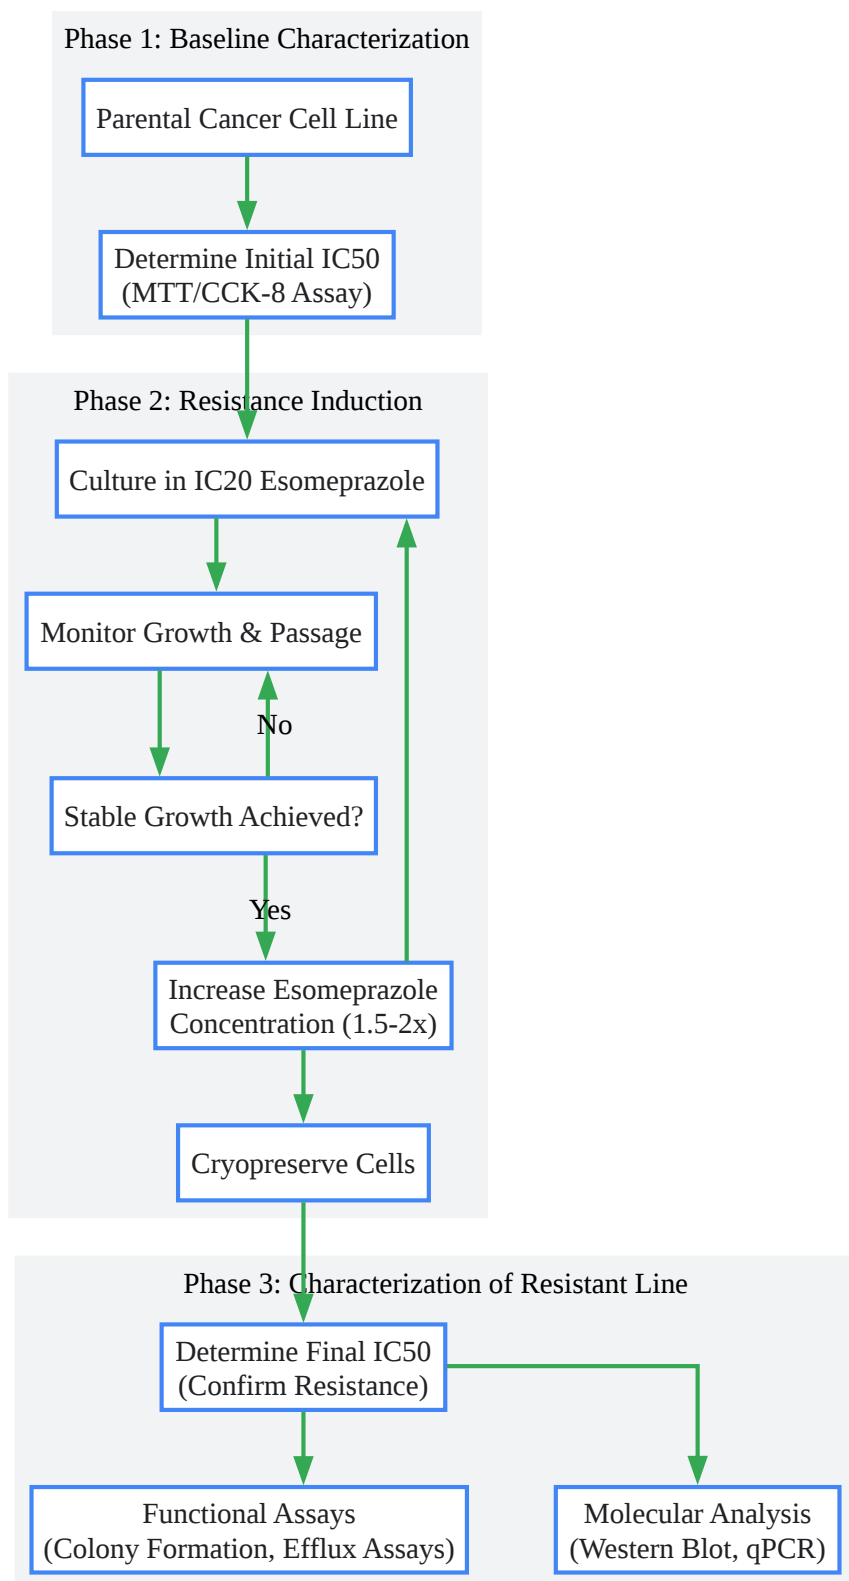 Phase 1: Baseline Characterization
Parental Cancer Cell Line
Determine Initial IC50
(MTT/CCK-8 Assay)
Phase 2: Resistance Induction
Culture in IC20 Esomeprazole
Monitor Growth & Passage
No
Stable Growth Achieved?
Yes
Increase Esomeprazole
Concentration (1.5-2x)
Cryopreserve Cells
Phase 3: Characterization of Resistant Line
Determine Final IC50
(Confirm Resistance)
Functional Assays
(Colony Formation, Efflux Assays)
Molecular Analysis
(Western Blot, qPCR)